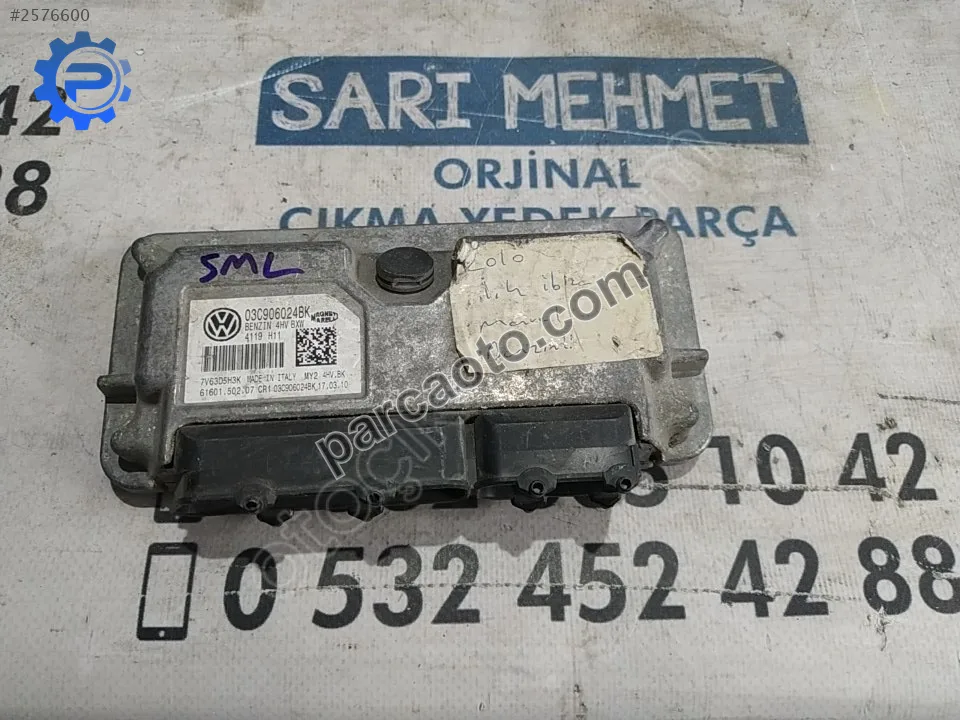 #2576600
42
SARI MEHMET
ORJİNAL
ÇIKMA YEDEK PARÇA
SML
03C906024BK
BENZIN 4HV BXW
MAGNETI MARELLI
4119 H11
7V63D5H3K MADE IN ITALY MY2 4HV.BK
61601.502.07 CR1 03C906024BK 17.03.10
parcaoto.com
10 42
0 532 452 42 88